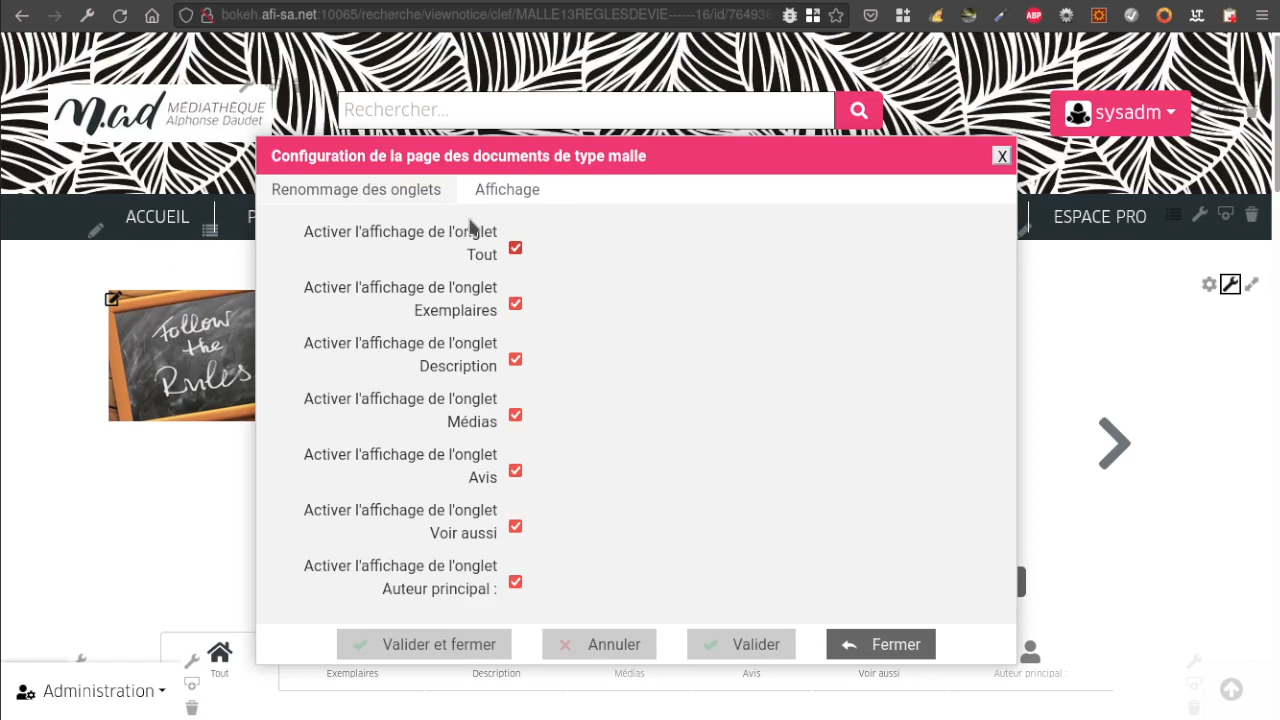 bokeh.afi-sa.net:10065/recherche/viewnotice/clef/MALLE13REGLESDEVIE------16/id/76493
ABP
M.ad MÉDIATHÈQUE
Alphonse Daudet
Rechercher...
sysadm
Configuration de la page des documents de type malle
X
Renommage des onglets
Affichage
ACCUEIL
P
ESPACE PRO
Activer l'affichage de l'onglet
Tout
Activer l'affichage de l'onglet
Exemplaires
Activer l'affichage de l'onglet
Description
Activer l'affichage de l'onglet
Médias
Activer l'affichage de l'onglet
Avis
Activer l'affichage de l'onglet
Voir aussi
Activer l'affichage de l'onglet
Auteur principal :
Follow
the
Rules
Valider et fermer
Annuler
Valider
Fermer
Tout
Exemplaires
Description
Médias
Avis
Voir aussi
Auteur principal :
Administration